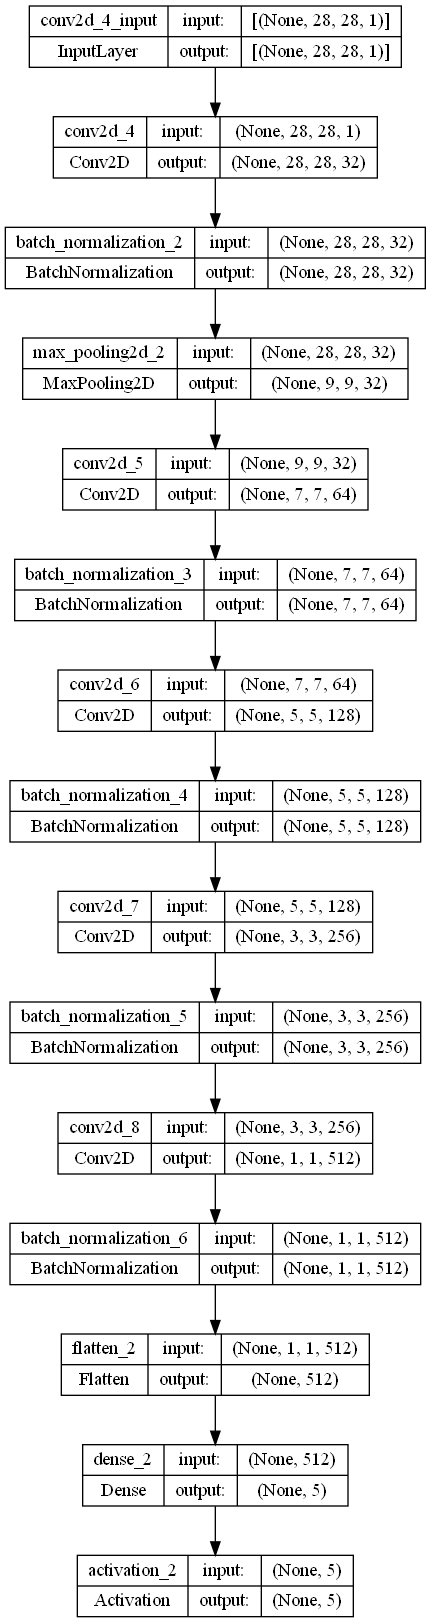 conv2d_4_input input: [(None, 28, 28, 1)]
InputLayer output: [(None, 28, 28, 1)]
conv2d_4 input: (None, 28, 28, 1)
Conv2D output: (None, 28, 28, 32)
batch_normalization_2 input: (None, 28, 28, 32)
BatchNormalization output: (None, 28, 28, 32)
max_pooling2d_2 input: (None, 28, 28, 32)
MaxPooling2D output: (None, 9, 9, 32)
conv2d_5 input: (None, 9, 9, 32)
Conv2D output: (None, 7, 7, 64)
batch_normalization_3 input: (None, 7, 7, 64)
BatchNormalization output: (None, 7, 7, 64)
conv2d_6 input: (None, 7, 7, 64)
Conv2D output: (None, 5, 5, 128)
batch_normalization_4 input: (None, 5, 5, 128)
BatchNormalization output: (None, 5, 5, 128)
conv2d_7 input: (None, 5, 5, 128)
Conv2D output: (None, 3, 3, 256)
batch_normalization_5 input: (None, 3, 3, 256)
BatchNormalization output: (None, 3, 3, 256)
conv2d_8 input: (None, 3, 3, 256)
Conv2D output: (None, 1, 1, 512)
batch_normalization_6 input: (None, 1, 1, 512)
BatchNormalization output: (None, 1, 1, 512)
flatten_2 input: (None, 1, 1, 512)
Flatten output: (None, 512)
dense_2 input: (None, 512)
Dense output: (None, 5)
activation_2 input: (None, 5)
Activation output: (None, 5)